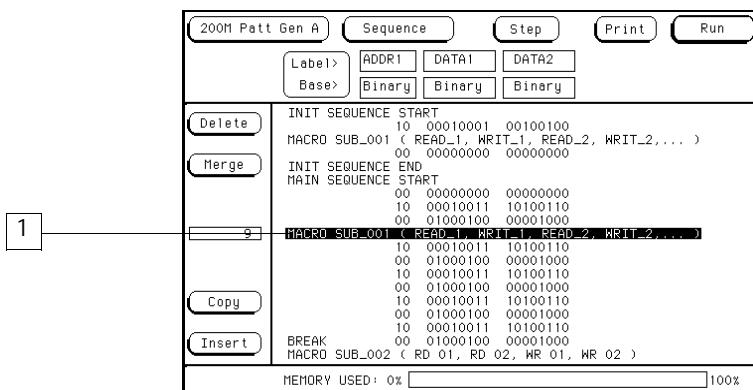 200M Patt Gen A Sequence Step Print Run
Label> ADDR1 DATA1 DATA2
Base> Binary Binary Binary
Delete
Merge
9
Copy
Insert
1
INIT SEQUENCE START
10 00010001 00100100
MACRO SUB_001 ( READ_1, WRIT_1, READ_2, WRIT_2,... )
00 00000000 00000000
INIT SEQUENCE END
MAIN SEQUENCE START
00 00000000 00000000
10 00010011 10100110
00 01000100 00001000
MACRO SUB_001 ( READ_1, WRIT_1, READ_2, WRIT_2,... )
10 00010011 10100110
00 01000100 00001000
10 00010011 10100110
00 01000100 00001000
10 00010011 10100110
00 01000100 00001000
10 00010011 10100110
BREAK 00 01000100 00001000
MACRO SUB_002 ( RD 01, RD 02, WR 01, WR 02 )
MEMORY USED: 0% 100%